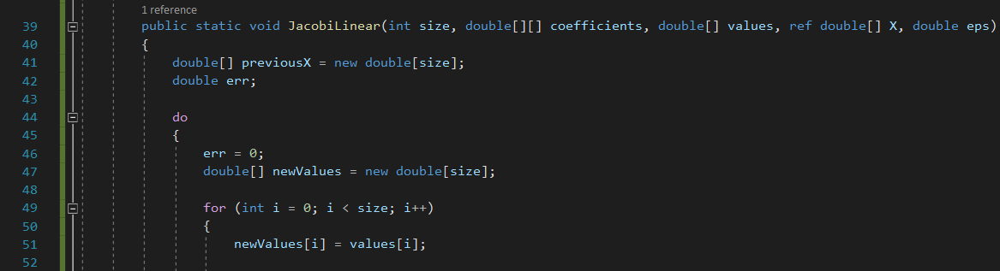 1 reference
39 public static void JacobiLinear(int size, double[][] coefficients, double[] values, ref double[] X, double eps)
40 {
41 double[] previousX = new double[size];
42 double err;
43
44 do
45 {
46 err = 0;
47 double[] newValues = new double[size];
48
49 for (int i = 0; i < size; i++)
50 {
51 newValues[i] = values[i];
52